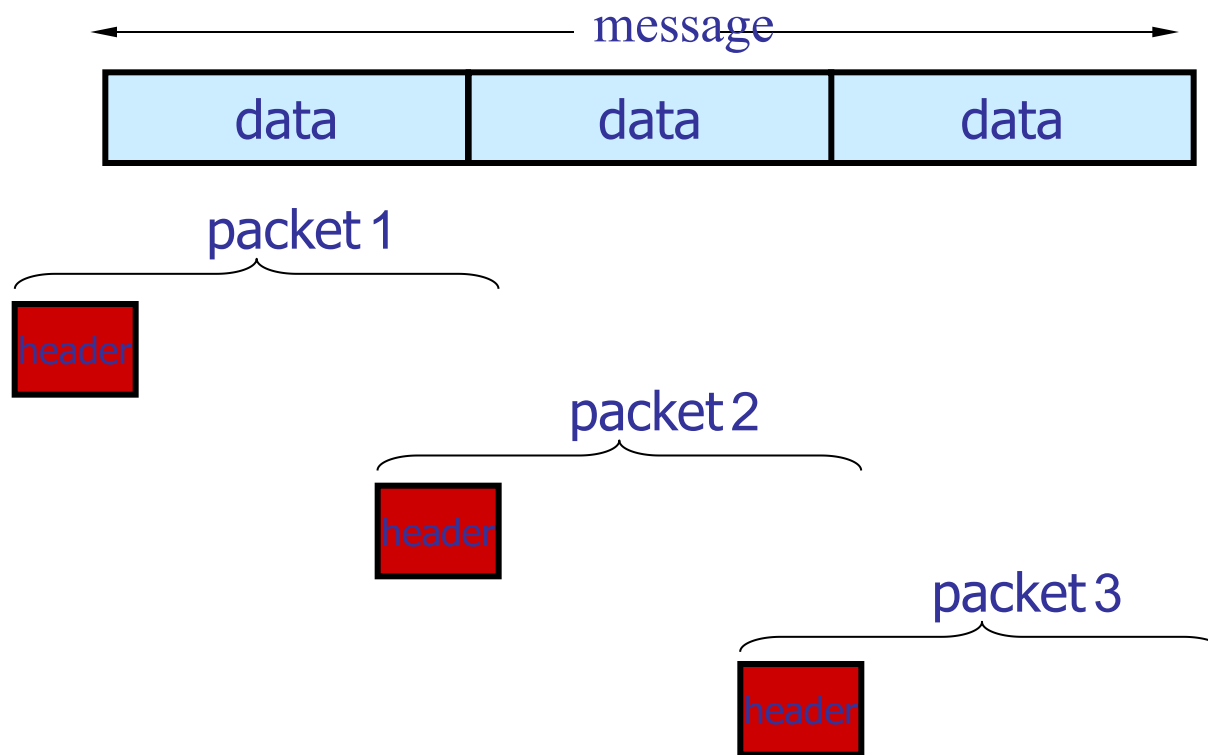 message
data data data
packet 1
header
packet 2
header
packet 3
header